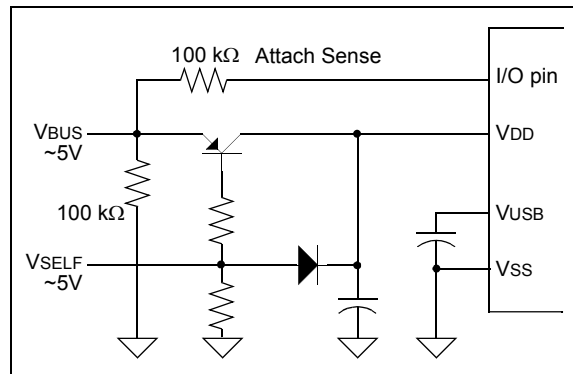 100 kΩ Attach Sense
I/O pin
VBUS
~5V
VDD
100 kΩ
VUSB
VSELF
~5V
VSS